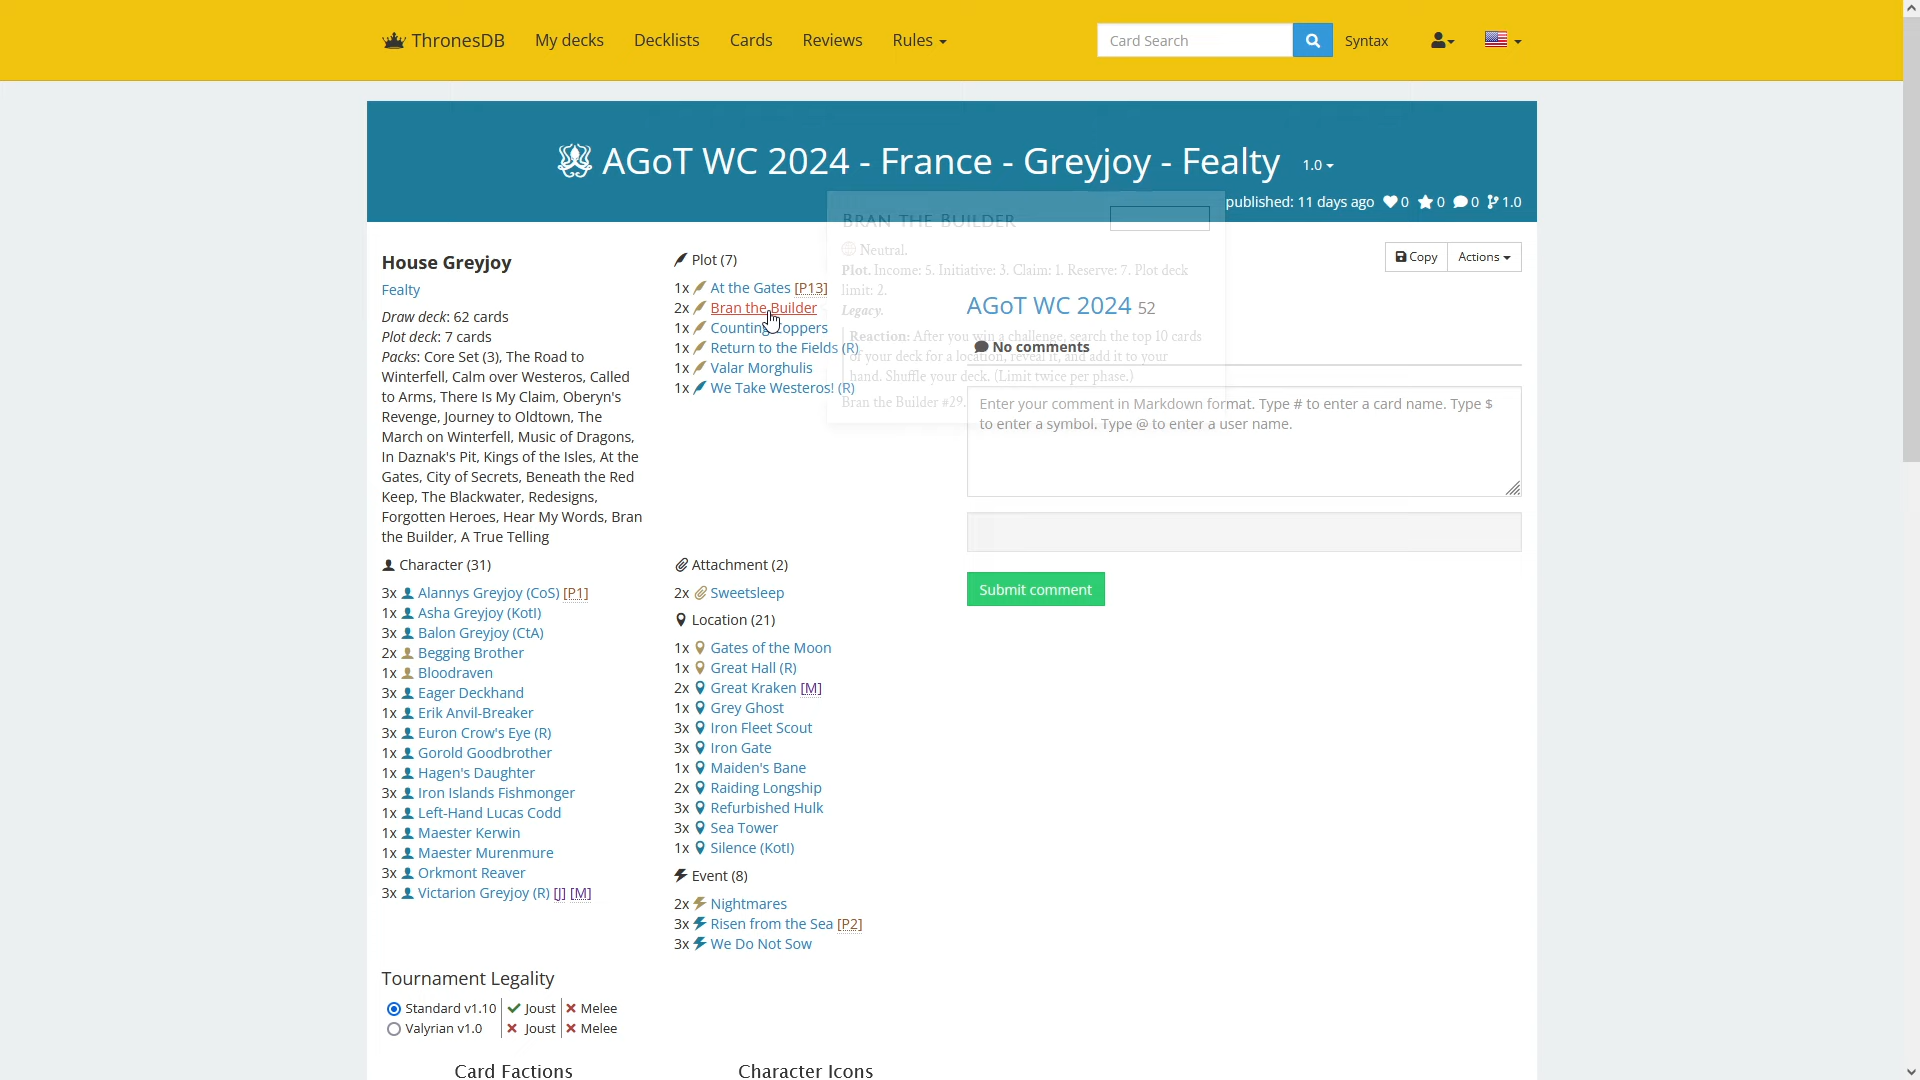 ThronesDB My decks Decklists Cards Reviews Rules Card Search Syntax
AGoT WC 2024 - France - Greyjoy - Fealty 1.0
published: 11 days ago 0 0 0 1.0
House Greyjoy
Fealty
Draw deck: 62 cards
Plot deck: 7 cards
Packs: Core Set (3), The Road to
Winterfell, Calm over Westeros, Called
to Arms, There Is My Claim, Oberyn's
Revenge, Journey to Oldtown, The
March on Winterfell, Music of Dragons,
In Daznak's Pit, Kings of the Isles, At the
Gates, City of Secrets, Beneath the Red
Keep, The Blackwater, Redesigns,
Forgotten Heroes, Hear My Words, Bran
the Builder, A True Telling
Plot (7)
1x At the Gates [P13]
2x Bran the Builder
1x Counting Coppers
1x Return to the Fields (R)
1x Valar Morghulis
1x We Take Westeros! (R)
Bran the Builder
Neutral.
Plot. Income: 5. Initiative: 3. Claim: 1. Reserve: 7. Plot deck
limit: 2.
Legacy.
Reaction: After you win a challenge, search the top 10 cards
of your deck for a location, reveal it, and add it to your
hand. Shuffle your deck. (Limit twice per phase.)
Bran the Builder #29.
Copy Actions
AGoT WC 2024 52
No comments
Enter your comment in Markdown format. Type # to enter a card name. Type $
to enter a symbol. Type @ to enter a user name.
Submit comment
Character (31)
3x Alannys Greyjoy (CoS) [P1]
1x Asha Greyjoy (KotI)
3x Balon Greyjoy (CtA)
2x Begging Brother
1x Bloodraven
3x Eager Deckhand
1x Erik Anvil-Breaker
3x Euron Crow's Eye (R)
1x Gorold Goodbrother
1x Hagen's Daughter
3x Iron Islands Fishmonger
1x Left-Hand Lucas Codd
1x Maester Kerwin
1x Maester Murenmure
3x Orkmont Reaver
3x Victarion Greyjoy (R) [J] [M]
Attachment (2)
2x Sweetsleep
Location (21)
1x Gates of the Moon
1x Great Hall (R)
2x Great Kraken [M]
1x Grey Ghost
3x Iron Fleet Scout
3x Iron Gate
1x Maiden's Bane
2x Raiding Longship
3x Refurbished Hulk
3x Sea Tower
1x Silence (KotI)
Event (8)
2x Nightmares
3x Risen from the Sea [P2]
3x We Do Not Sow
Tournament Legality
Standard v1.10 Joust Melee
Valyrian v1.0 Joust Melee
Card Factions Character Icons